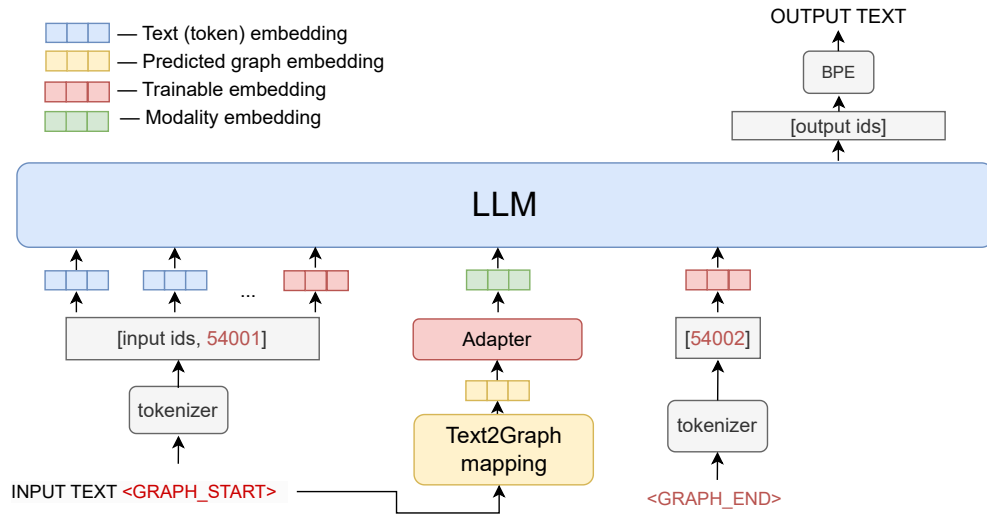 OUTPUT TEXT
— Text (token) embedding
— Predicted graph embedding
— Trainable embedding
— Modality embedding
BPE
[output ids]
LLM
...
[input ids, 54001]
Adapter
[54002]
tokenizer
Text2Graph
mapping
tokenizer
INPUT TEXT <GRAPH_START>
<GRAPH_END>